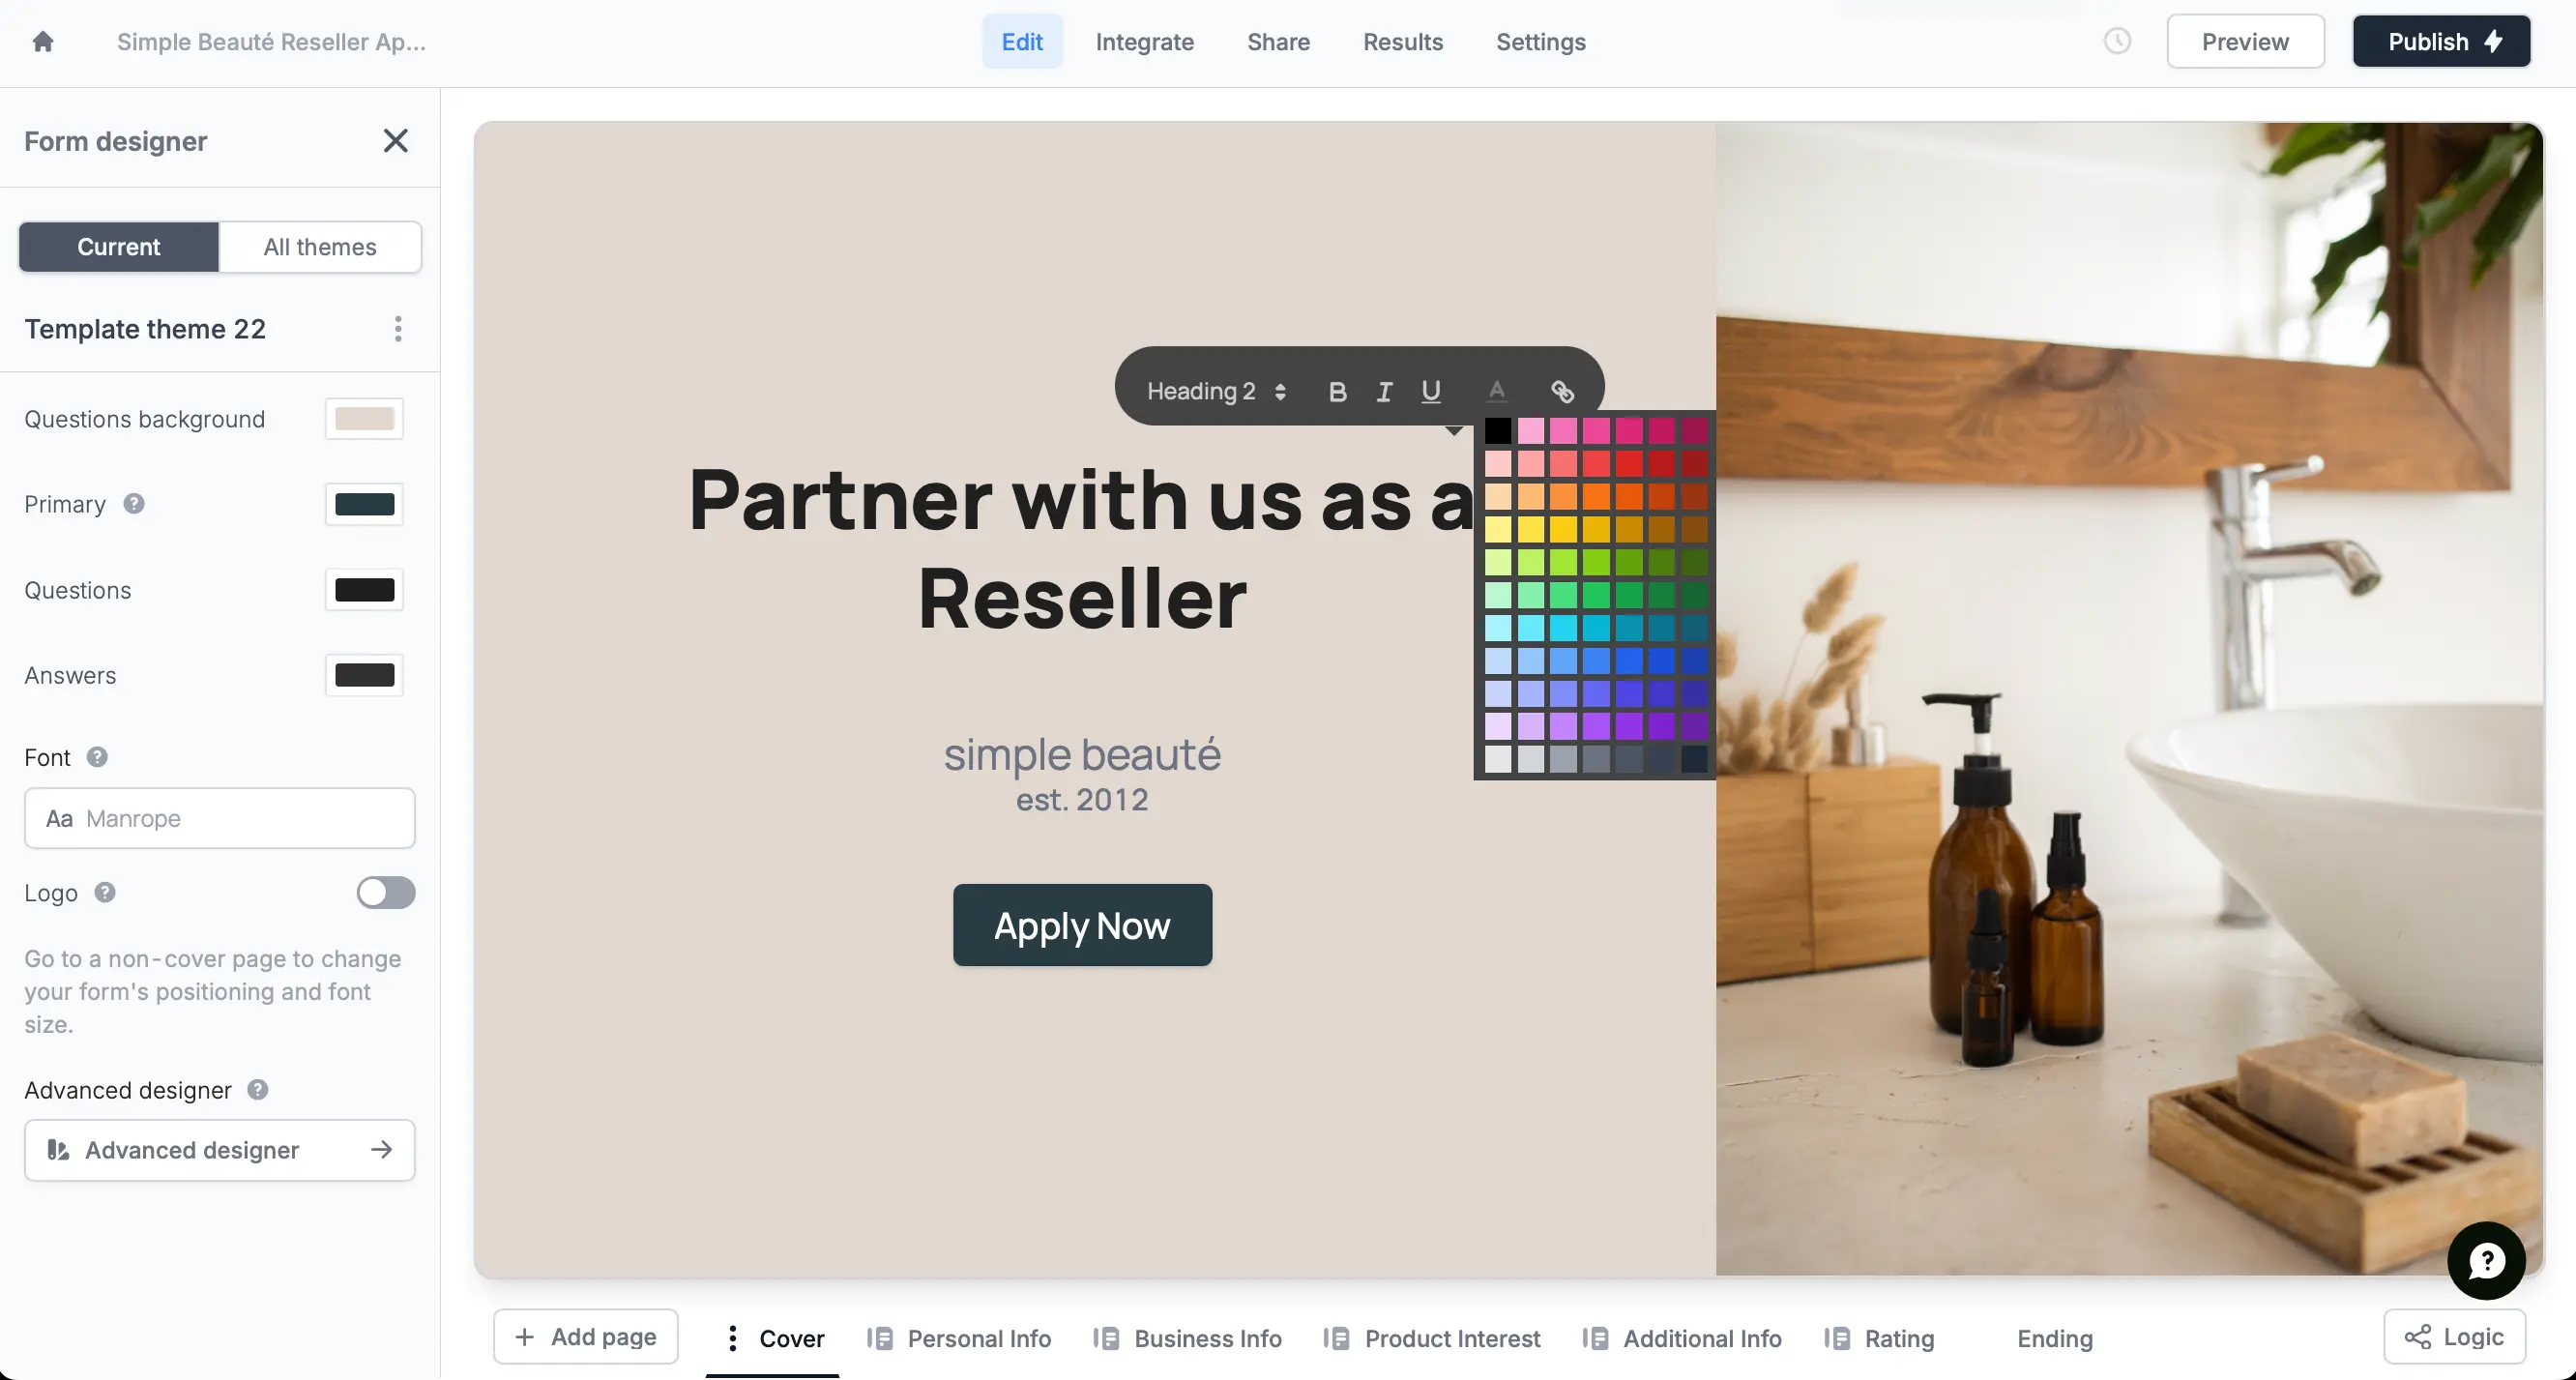 Simple Beauté Reseller Ap...
Edit
Integrate
Share
Results
Settings
Preview
Publish
Form designer
Current
All themes
Template theme 22
Questions background
Primary
?
Questions
Answers
Font
?
Aa Manrope
Logo
?
Go to a non-cover page to change
your form's positioning and font
size.
Advanced designer
?
Advanced designer
Heading 2
B
I
U
A
Partner with us as a
Reseller
simple beauté
est. 2012
Apply Now
?
Add page
Cover
Personal Info
Business Info
Product Interest
Additional Info
Rating
Ending
Logic